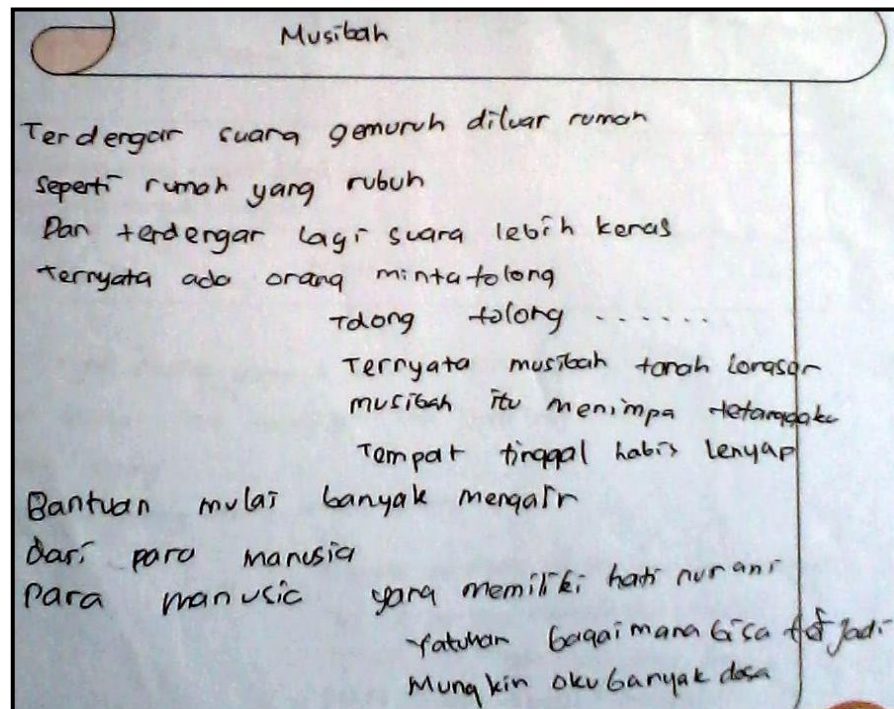 Musibah
Terdengar suara gemuruh diluar rumah
seperti rumah yang rubuh
Dan terdengar lagi suara lebih keras
ternyata ada orang minta tolong
Tolong tolong ......
Ternyata musibah tanah longsor
musibah itu menimpa tetanggaku
Tempat tinggal habis lenyap
Bantuan mulai banyak mengalir
dari para manusia
Para manusia yang memiliki hati nurani
Yatuhan bagaimana bisa terjadi
Mungkin aku banyak dosa